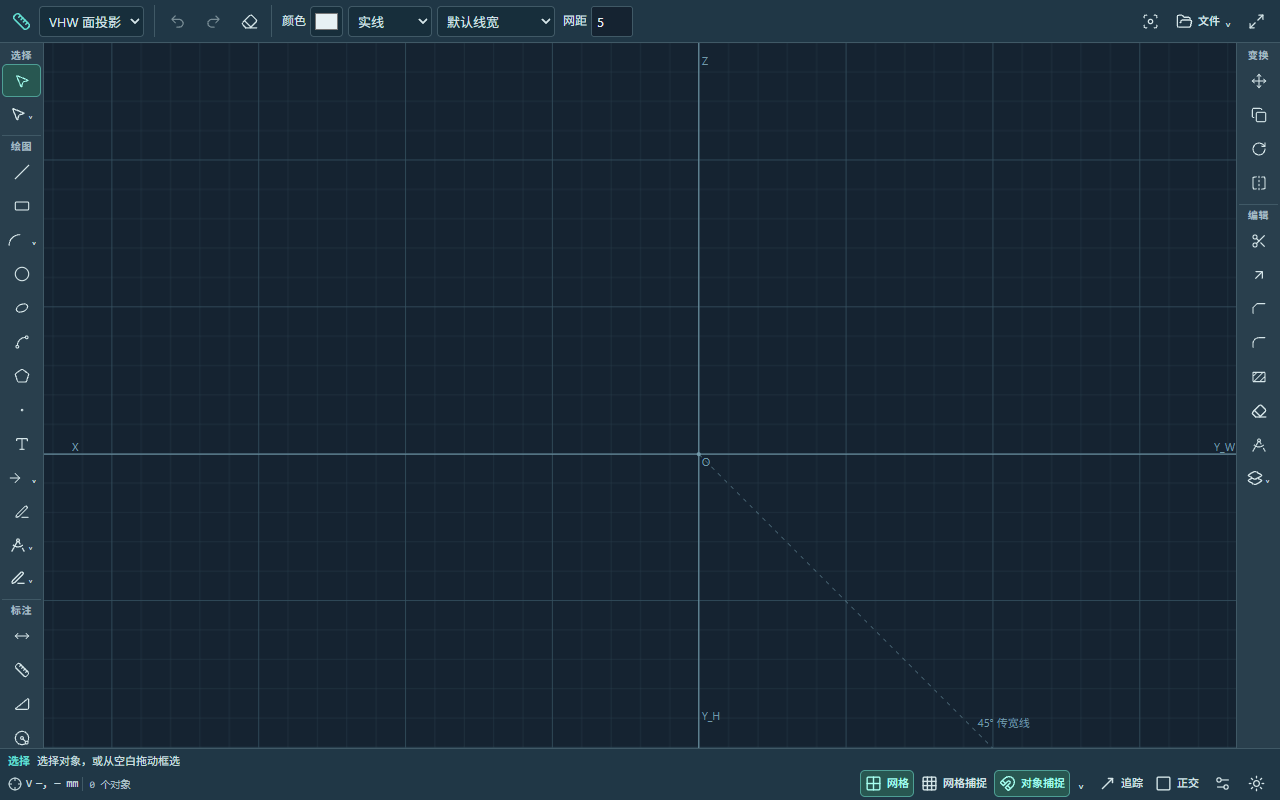 VHW 面投影
颜色
实线
默认线宽
网距 5
文件
选择
绘图
标注
变换
编辑
Z
X
Y_W
O
Y_H
45° 传宽线
选择 选择对象，或从空白拖动框选
V —, — mm 0 个对象
网格
网格捕捉
对象捕捉
追踪
正交